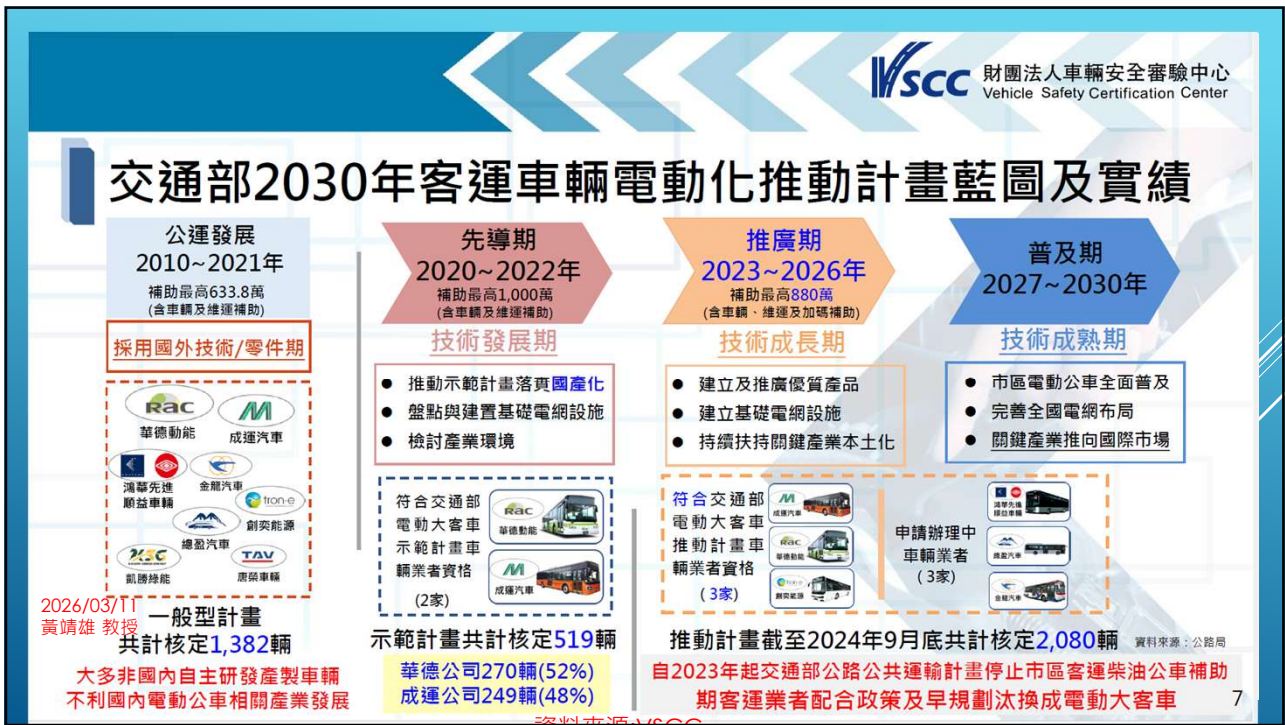 VSCC 財團法人車輛安全審驗中心
Vehicle Safety Certification Center
交通部2030年客運車輛電動化推動計畫藍圖及實績
公運發展
2010~2021年
補助最高633.8萬
(含車輛及維運補助)
採用國外技術/零件期
Rac
華德動能
成運汽車
鴻華先進
順益車輛
金龍汽車
tron-e
創奕能源
總盈汽車
KSC
凱勝綠能
TAV
唐榮車輛
一般型計畫
共計核定1,382輛
大多非國內自主研發產製車輛
不利國內電動公車相關產業發展
2026/03/11
黃靖雄 教授
先導期
2020~2022年
補助最高1,000萬
(含車輛及維運補助)
技術發展期
● 推動示範計畫落實國產化
● 盤點與建置基礎電網設施
● 檢討產業環境
符合交通部
電動大客車
示範計畫車
輛業者資格
(2家)
Rac
華德動能
成運汽車
示範計畫共計核定519輛
華德公司270輛(52%)
成運公司249輛(48%)
推廣期
2023~2026年
補助最高880萬
(含車輛、維運及加碼補助)
技術成長期
● 建立及推廣優質產品
● 建立基礎電網設施
● 持續扶持關鍵產業本土化
符合交通部
電動大客車
推動計畫車
輛業者資格
(3家)
成運汽車
Rac
華德動能
tron-e
創奕能源
普及期
2027~2030年
技術成熟期
● 市區電動公車全面普及
● 完善全國電網布局
● 關鍵產業推向國際市場
申請辦理中
車輛業者
(3家)
鴻華先進
順益車輛
總盈汽車
金龍汽車
推動計畫截至2024年9月底共計核定2,080輛
資料來源：公路局
自2023年起交通部公路公共運輸計畫停止市區客運柴油公車補助
期客運業者配合政策及早規劃汰換成電動大客車
7
資料來源:VSCC